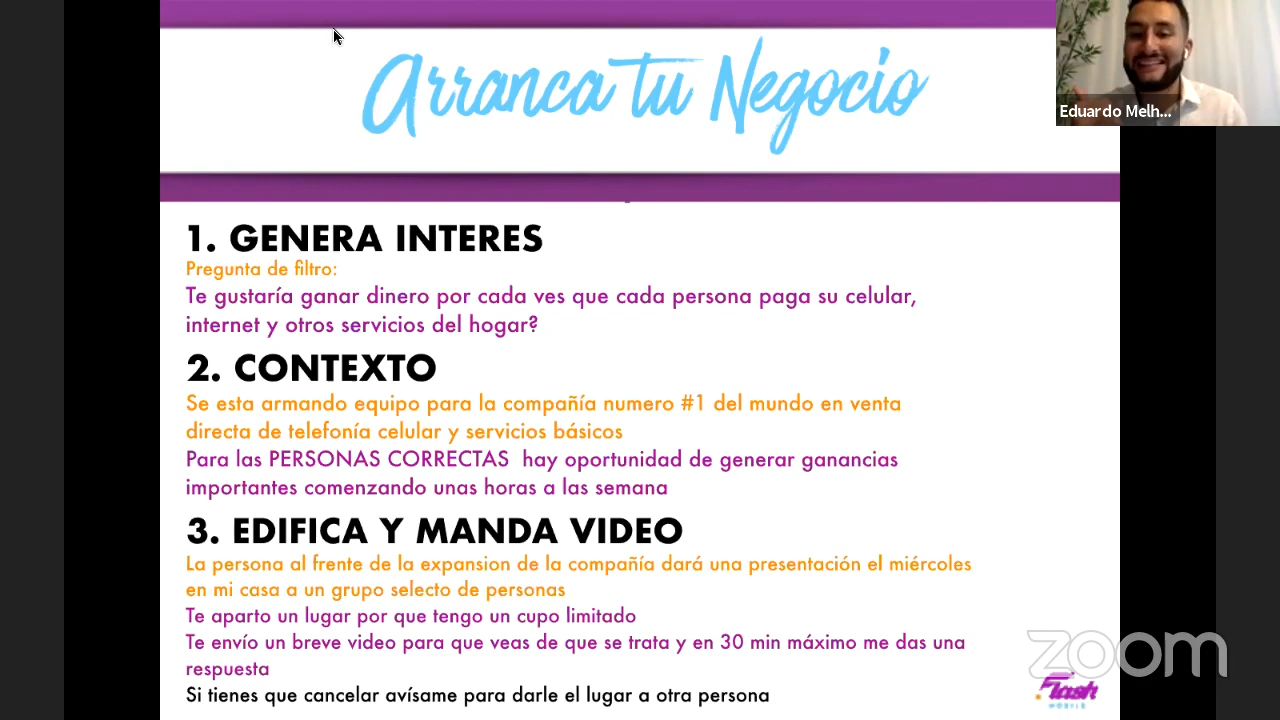 Arranca tu Negocio
Eduardo Melh...
1. GENERA INTERES
Pregunta de filtro:
Te gustaría ganar dinero por cada ves que cada persona paga su celular,
internet y otros servicios del hogar?
2. CONTEXTO
Se esta armando equipo para la compañía numero #1 del mundo en venta
directa de telefonía celular y servicios básicos
Para las PERSONAS CORRECTAS hay oportunidad de generar ganancias
importantes comenzando unas horas a las semana
3. EDIFICA Y MANDA VIDEO
La persona al frente de la expansion de la compañía dará una presentación el miércoles
en mi casa a un grupo selecto de personas
Te aparto un lugar por que tengo un cupo limitado
Te envío un breve video para que veas de que se trata y en 30 min máximo me das una
respuesta
Si tienes que cancelar avísame para darle el lugar a otra persona
zoom
Flash
MOBILE